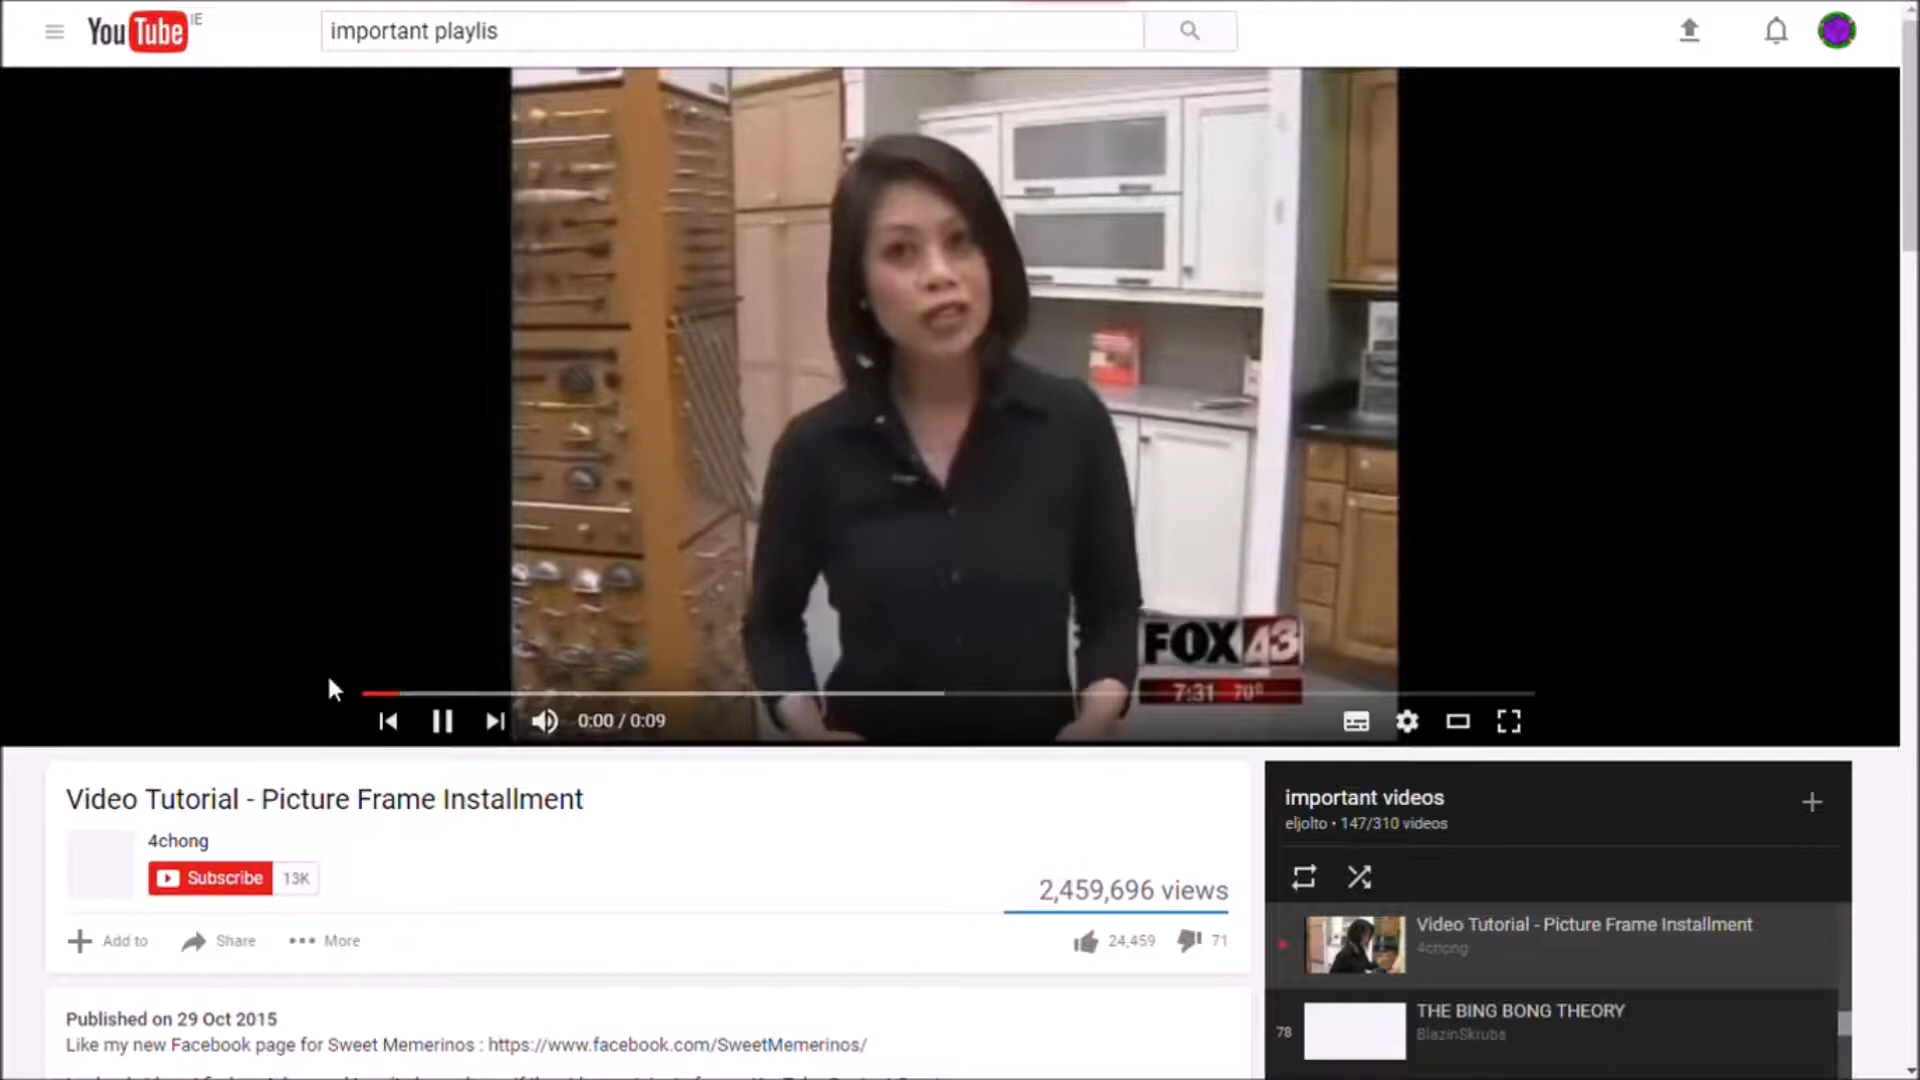 YouTube IE
important playlis
FOX 43
7:31 70°
0:00 / 0:09
Video Tutorial - Picture Frame Installment
4chong
Subscribe 13K
2,459,696 views
Add to Share More
24,459 71
Published on 29 Oct 2015
Like my new Facebook page for Sweet Memerinos : https://www.facebook.com/SweetMemerinos/
important videos
eljolto • 147/310 videos
Video Tutorial - Picture Frame Installment
4chong
78
THE BING BONG THEORY
BlazinSkrubs